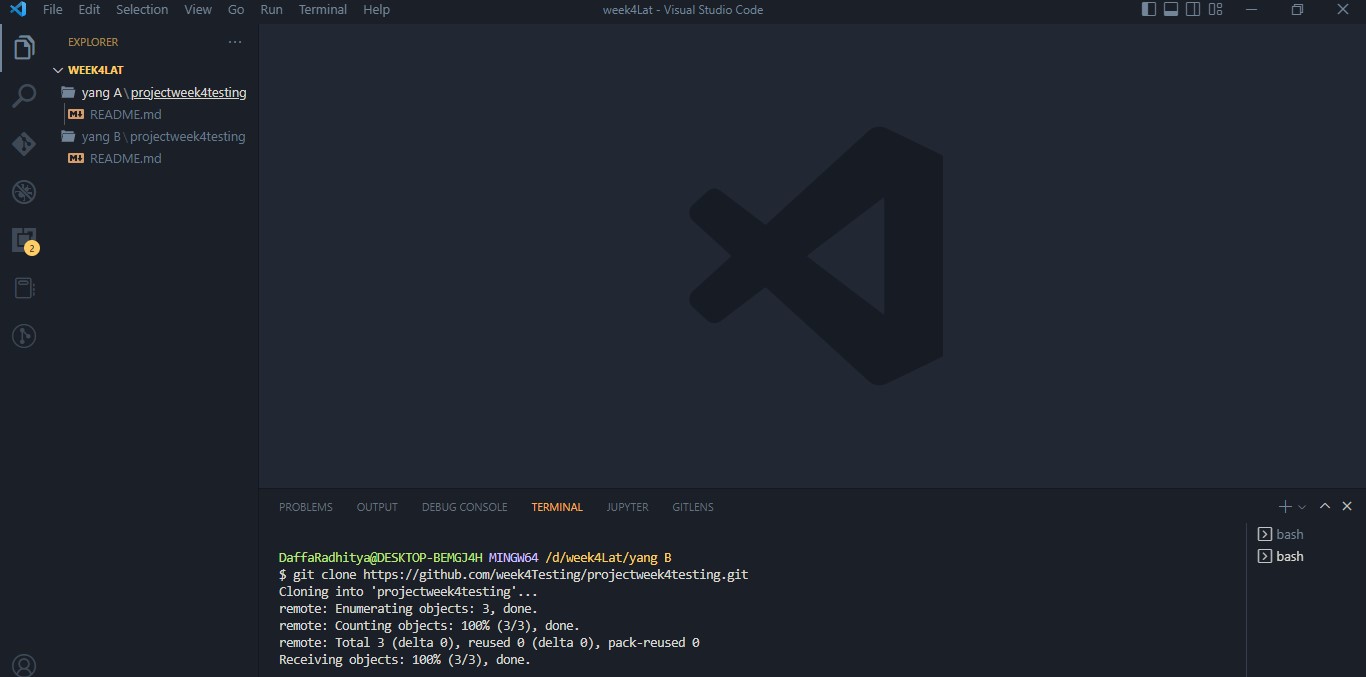 File Edit Selection View Go Run Terminal Help week4Lat - Visual Studio Code
EXPLORER ...
WEEK4LAT
yang A\projectweek4testing
README.md
yang B\projectweek4testing
README.md
2
PROBLEMS OUTPUT DEBUG CONSOLE TERMINAL JUPYTER GITLENS
bash
bash
DaffaRadhitya@DESKTOP-BEMGJ4H MINGW64 /d/week4Lat/yang B
$ git clone https://github.com/week4Testing/projectweek4testing.git
Cloning into 'projectweek4testing'...
remote: Enumerating objects: 3, done.
remote: Counting objects: 100% (3/3), done.
remote: Total 3 (delta 0), reused 0 (delta 0), pack-reused 0
Receiving objects: 100% (3/3), done.